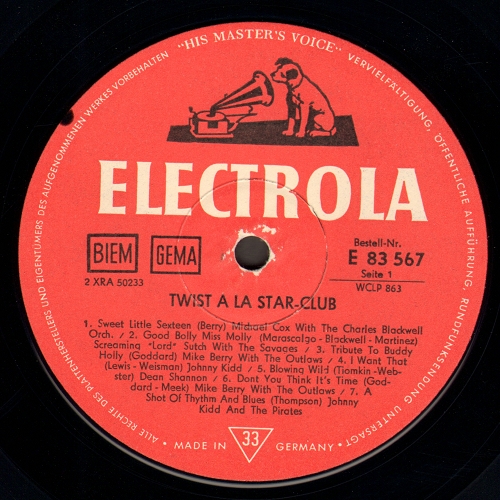 "HIS MASTER'S VOICE"
VERVIELFÄLTIGUNG, ÖFFENTLICHE AUFFÜHRUNG, RUNDFUNKSENDUNG UNTERSAGT
ALLE RECHTE DES PLATTENHERSTELLERS UND EIGENTÜMERS DES AUFGENOMMENEN WERKES VORBEHALTEN
ELECTROLA
BIEM GEMA
2 XRA 50233
Bestell-Nr.
E 83 567
Seite 1
WCLP 863
TWIST A LA STAR-CLUB
1. Sweet Little Sexteen (Berry) Michael Cox With The Charles Blackwell
Orch. / 2. Good Bolly Miss Molly (Marascolgo - Blackwell - Martinez)
Screaming "Lord" Sutch With The Savages / 3. Tribute To Buddy
Holly (Goddard) Mike Berry With The Outlaws / 4. I Want That
(Lewis - Weisman) Johnny Kidd / 5. Blowing Wild (Tiomkin-Web-
ster) Dean Shannon / 6. Dont You Think It's Time (God-
dard - Meek) Mike Berry With The Outlaws / 7. A
Shot Of Thythm And Blues (Thompson) Johnny
Kidd And The Pirates
MADE IN 33 GERMANY